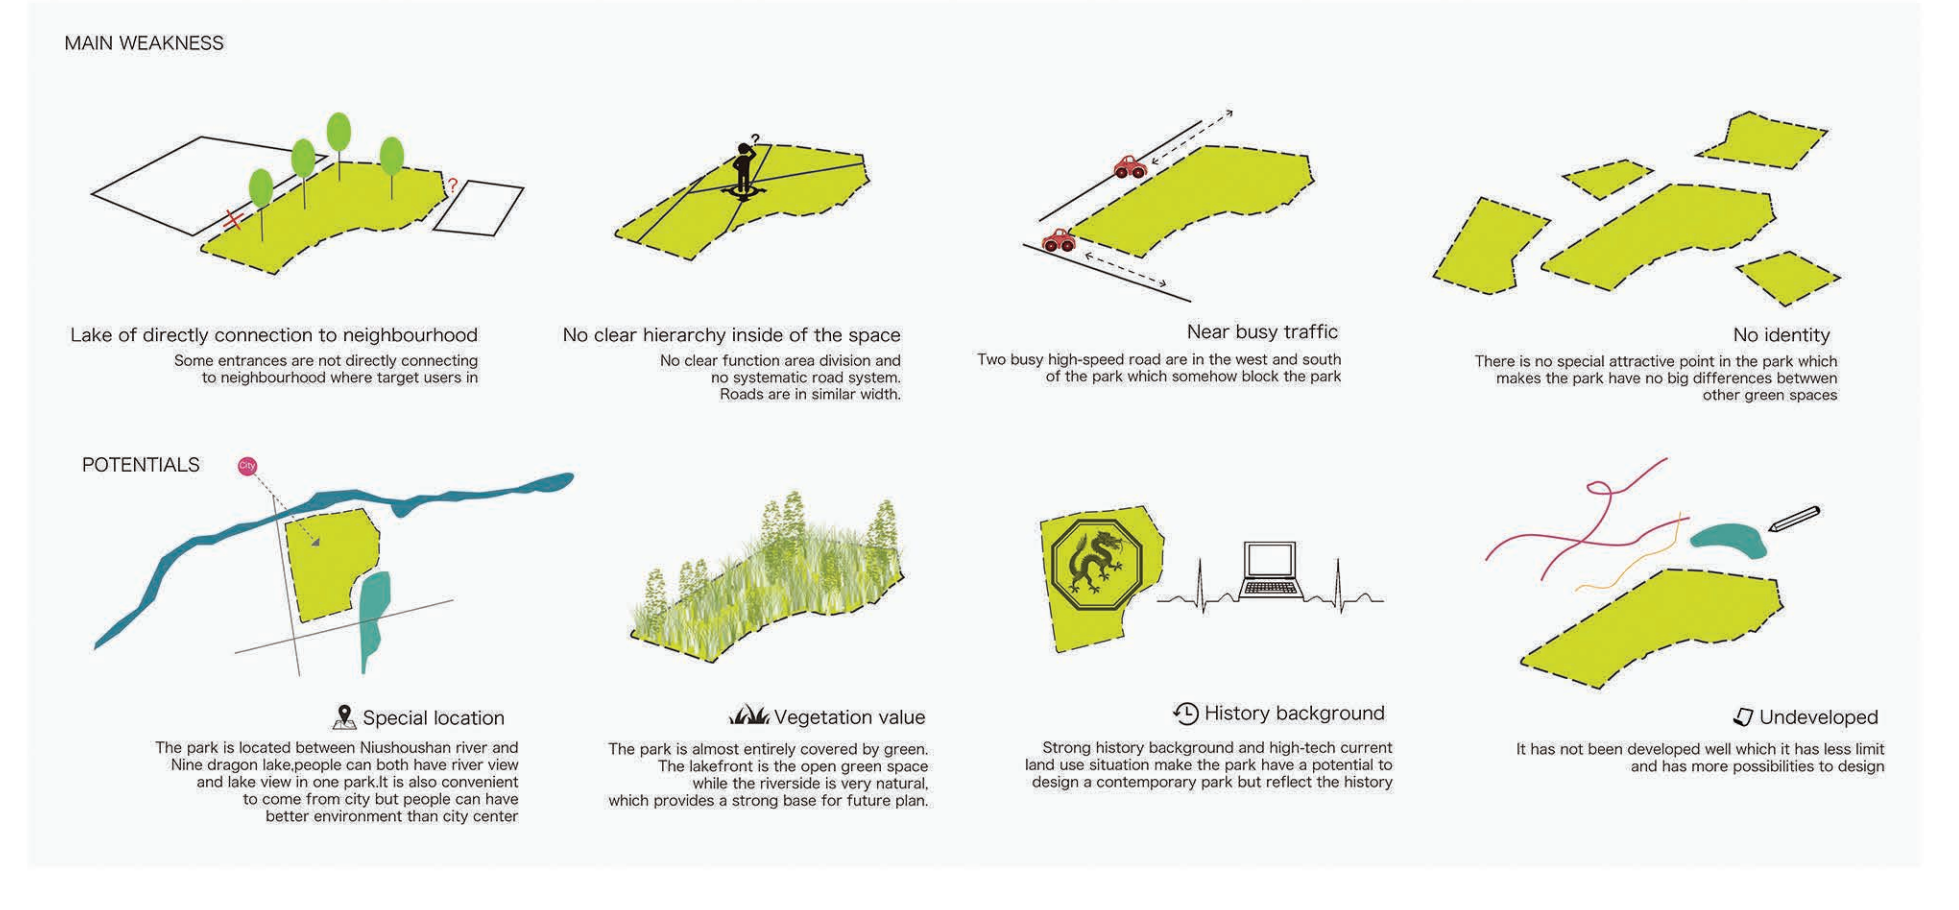 MAIN WEAKNESS
?
?
Lake of directly connection to neighbourhood
Some entrances are not directly connecting
to neighbourhood where target users in
No clear hierarchy inside of the space
No clear function area division and
no systematic road system.
Roads are in similar width.
Near busy traffic
Two busy high-speed road are in the west and south
of the park which somehow block the park
No identity
There is no special attractive point in the park which
makes the park have no big differences betwwen
other green spaces
POTENTIALS
City
Special location
The park is located between Niushoushan river and
Nine dragon lake,people can both have river view
and lake view in one park.It is also convenient
to come from city but people can have
better environment than city center
Vegetation value
The park is almost entirely covered by green.
The lakefront is the open green space
while the riverside is very natural,
which provides a strong base for future plan.
History background
Strong history background and high-tech current
land use situation make the park have a potential to
design a contemporary park but reflect the history
Undeveloped
It has not been developed well which it has less limit
and has more possibilities to design